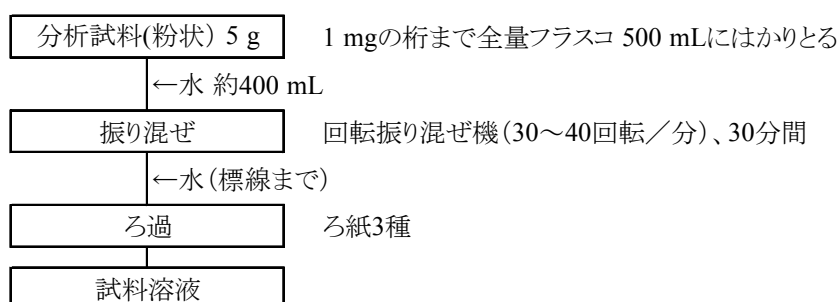 分析試料(粉状) 5 g 1 mgの桁まで全量フラスコ 500 mLにはかりとる
←水 約400 mL
振り混ぜ 回転振り混ぜ機(30～40回転／分)、30分間
←水(標線まで)
ろ過 ろ紙3種
試料溶液